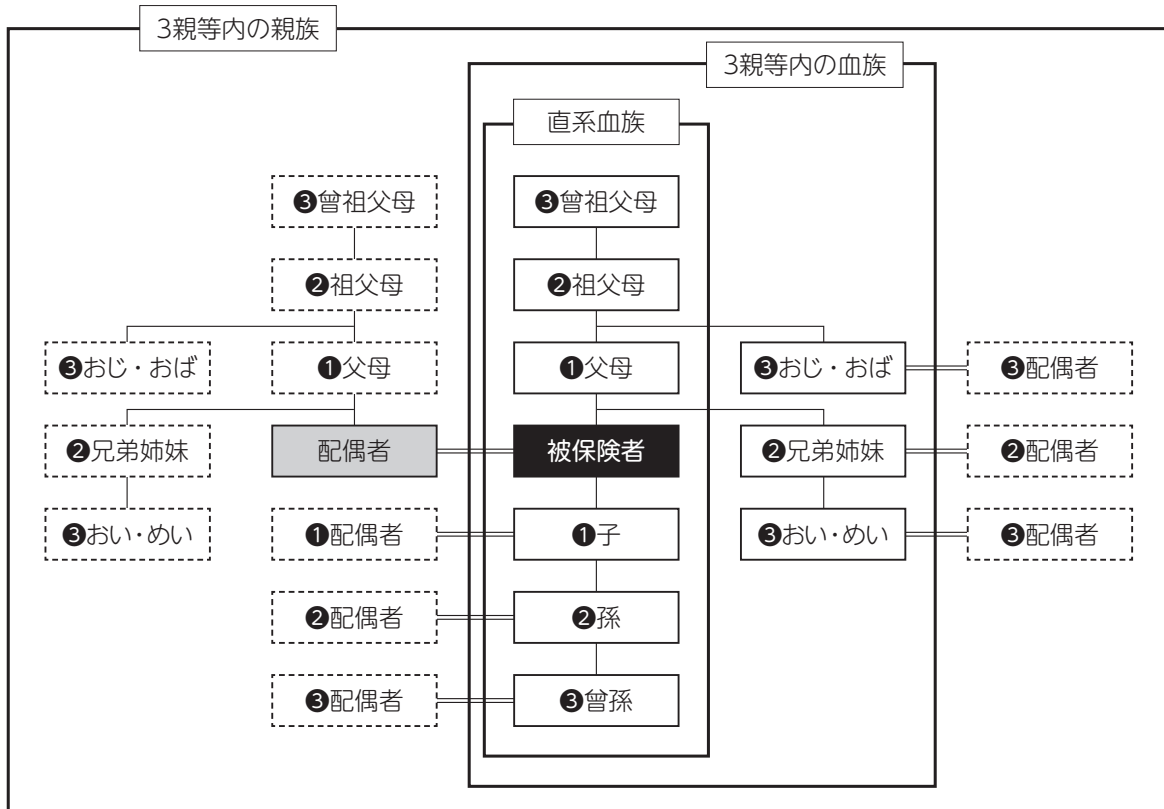 3親等内の親族
3親等内の血族
直系血族
❸曾祖父母
❸曾祖父母
❷祖父母
❷祖父母
❸おじ・おば
❶父母
❶父母
❸おじ・おば
❸配偶者
❷兄弟姉妹
配偶者
被保険者
❷兄弟姉妹
❷配偶者
❸おい・めい
❶配偶者
❶子
❸おい・めい
❸配偶者
❷配偶者
❷孫
❸配偶者
❸曾孫